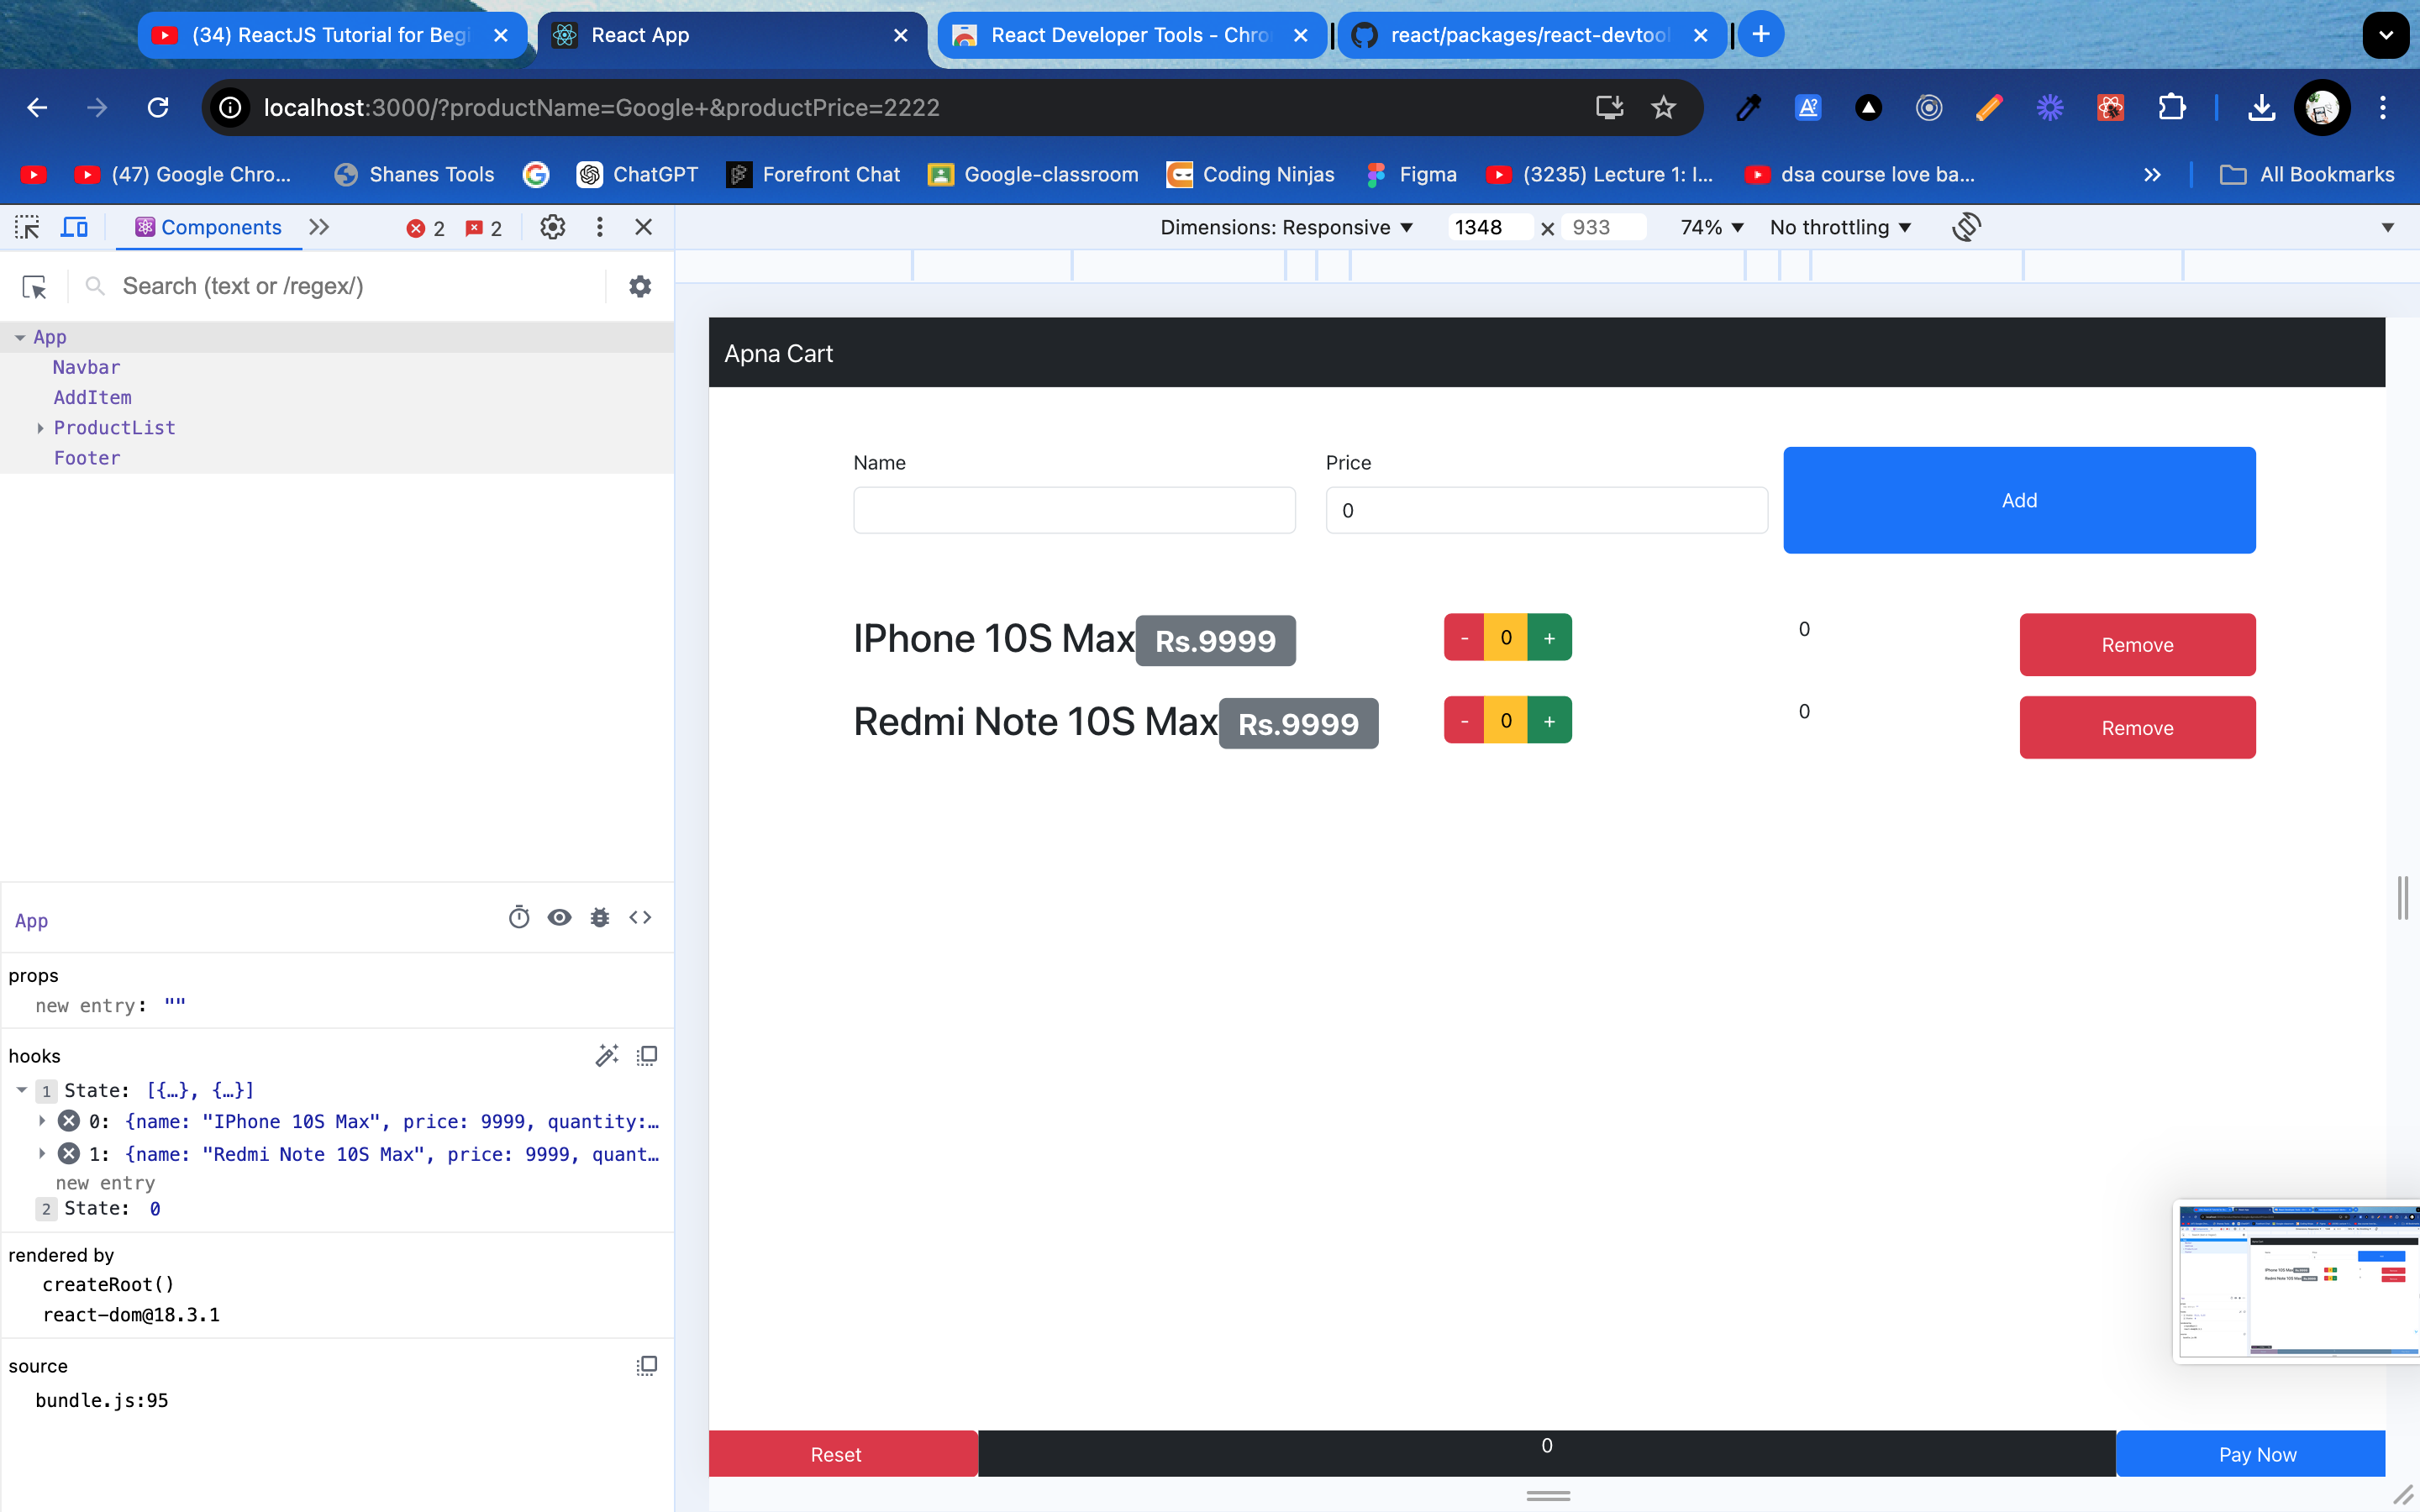 (34) ReactJS Tutorial for Begi
React App
React Developer Tools - Chro
react/packages/react-devtool
localhost:3000/?productName=Google+&productPrice=2222
(47) Google Chro...
Shanes Tools
ChatGPT
Forefront Chat
Google-classroom
Coding Ninjas
Figma
(3235) Lecture 1: I...
dsa course love ba...
All Bookmarks
Components
2
2
Dimensions: Responsive
1348 × 933
74%
No throttling
Search (text or /regex/)
App
Navbar
AddItem
ProductList
Footer
App
props
new entry: ""
hooks
1 State: [{…}, {…}]
0: {name: "IPhone 10S Max", price: 9999, quantity:…
1: {name: "Redmi Note 10S Max", price: 9999, quant…
new entry
2 State: 0
rendered by
createRoot()
react-dom@18.3.1
source
bundle.js:95
Apna Cart
Name
Price
0
Add
IPhone 10S Max Rs.9999
- 0 +
0
Remove
Redmi Note 10S Max Rs.9999
- 0 +
0
Remove
Reset
0
Pay Now